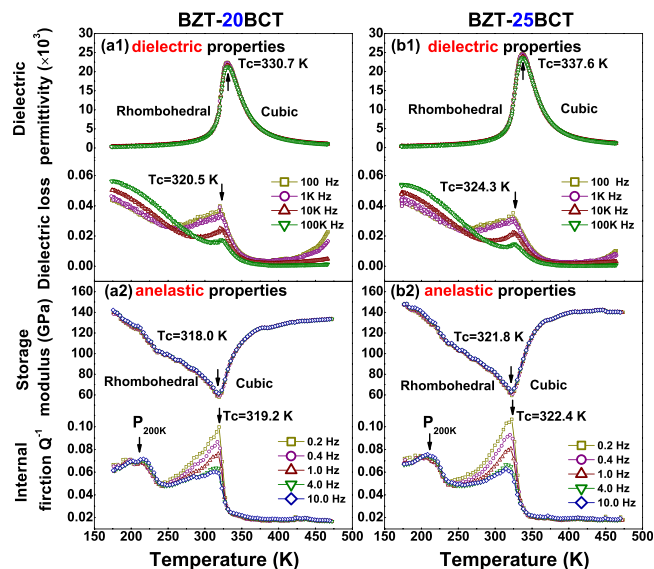 BZT-20BCT
BZT-25BCT
Dielectric permittivity (×10³)
30
25
20
15
10
5
0
(a1) dielectric properties
Tc=330.7 K
Rhombohedral
Cubic
(b1) dielectric properties
Tc=337.6 K
Rhombohedral
Cubic
Dielectric loss
0.06
0.04
0.02
0.00
Tc=320.5 K
100 Hz
1K Hz
10K Hz
100K Hz
Tc=324.3 K
100 Hz
1K Hz
10K Hz
100K Hz
Storage modulus (GPa)
160
140
120
100
80
60
(a2) anelastic properties
Tc=318.0 K
Rhombohedral
Cubic
(b2) anelastic properties
Tc=321.8 K
Rhombohedral
Cubic
Internal firction Q⁻¹
0.10
0.08
0.06
0.04
0.02
P200K
Tc=319.2 K
0.2 Hz
0.4 Hz
1.0 Hz
4.0 Hz
10.0 Hz
P200K
Tc=322.4 K
0.2 Hz
0.4 Hz
1.0 Hz
4.0 Hz
10.0 Hz
150 200 250 300 350 400 450
150 200 250 300 350 400 450 500
Temperature (K)
Temperature (K)